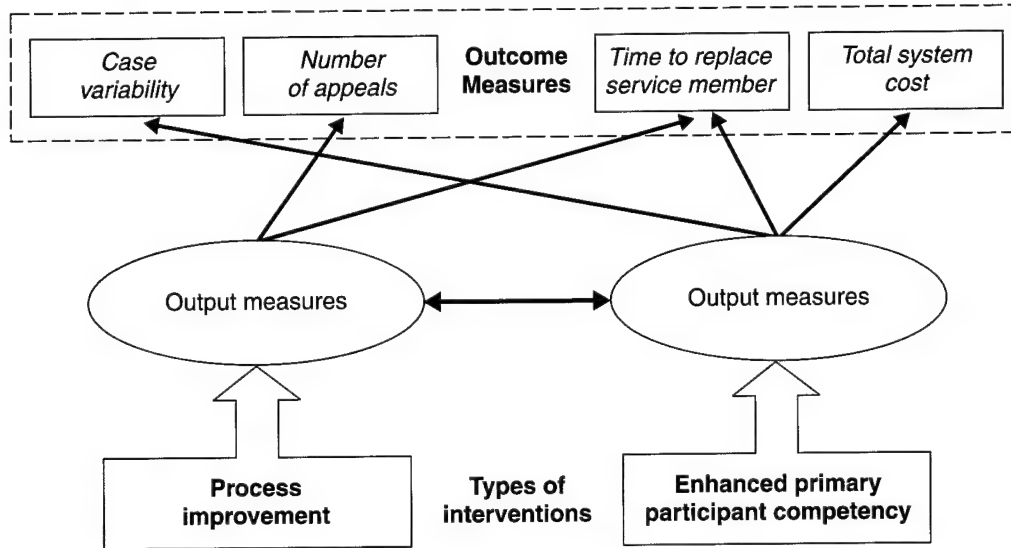 Case
variability
Number
of appeals
Outcome
Measures
Time to replace
service member
Total system
cost
Output measures
Output measures
Process
improvement
Types of
interventions
Enhanced primary
participant competency